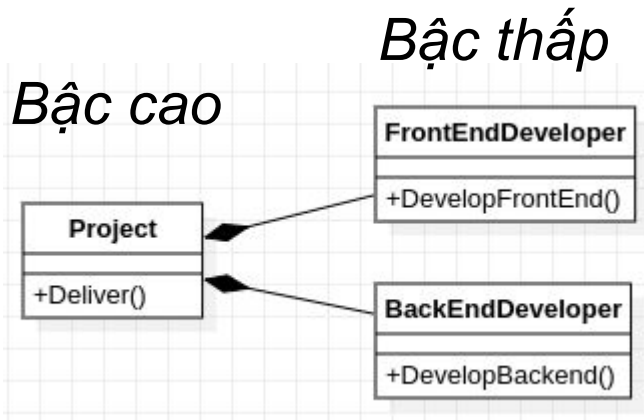 Bậc thấp
Bậc cao
FrontEndDeveloper
+DevelopFrontEnd()
Project
+Deliver()
BackEndDeveloper
+DevelopBackend()